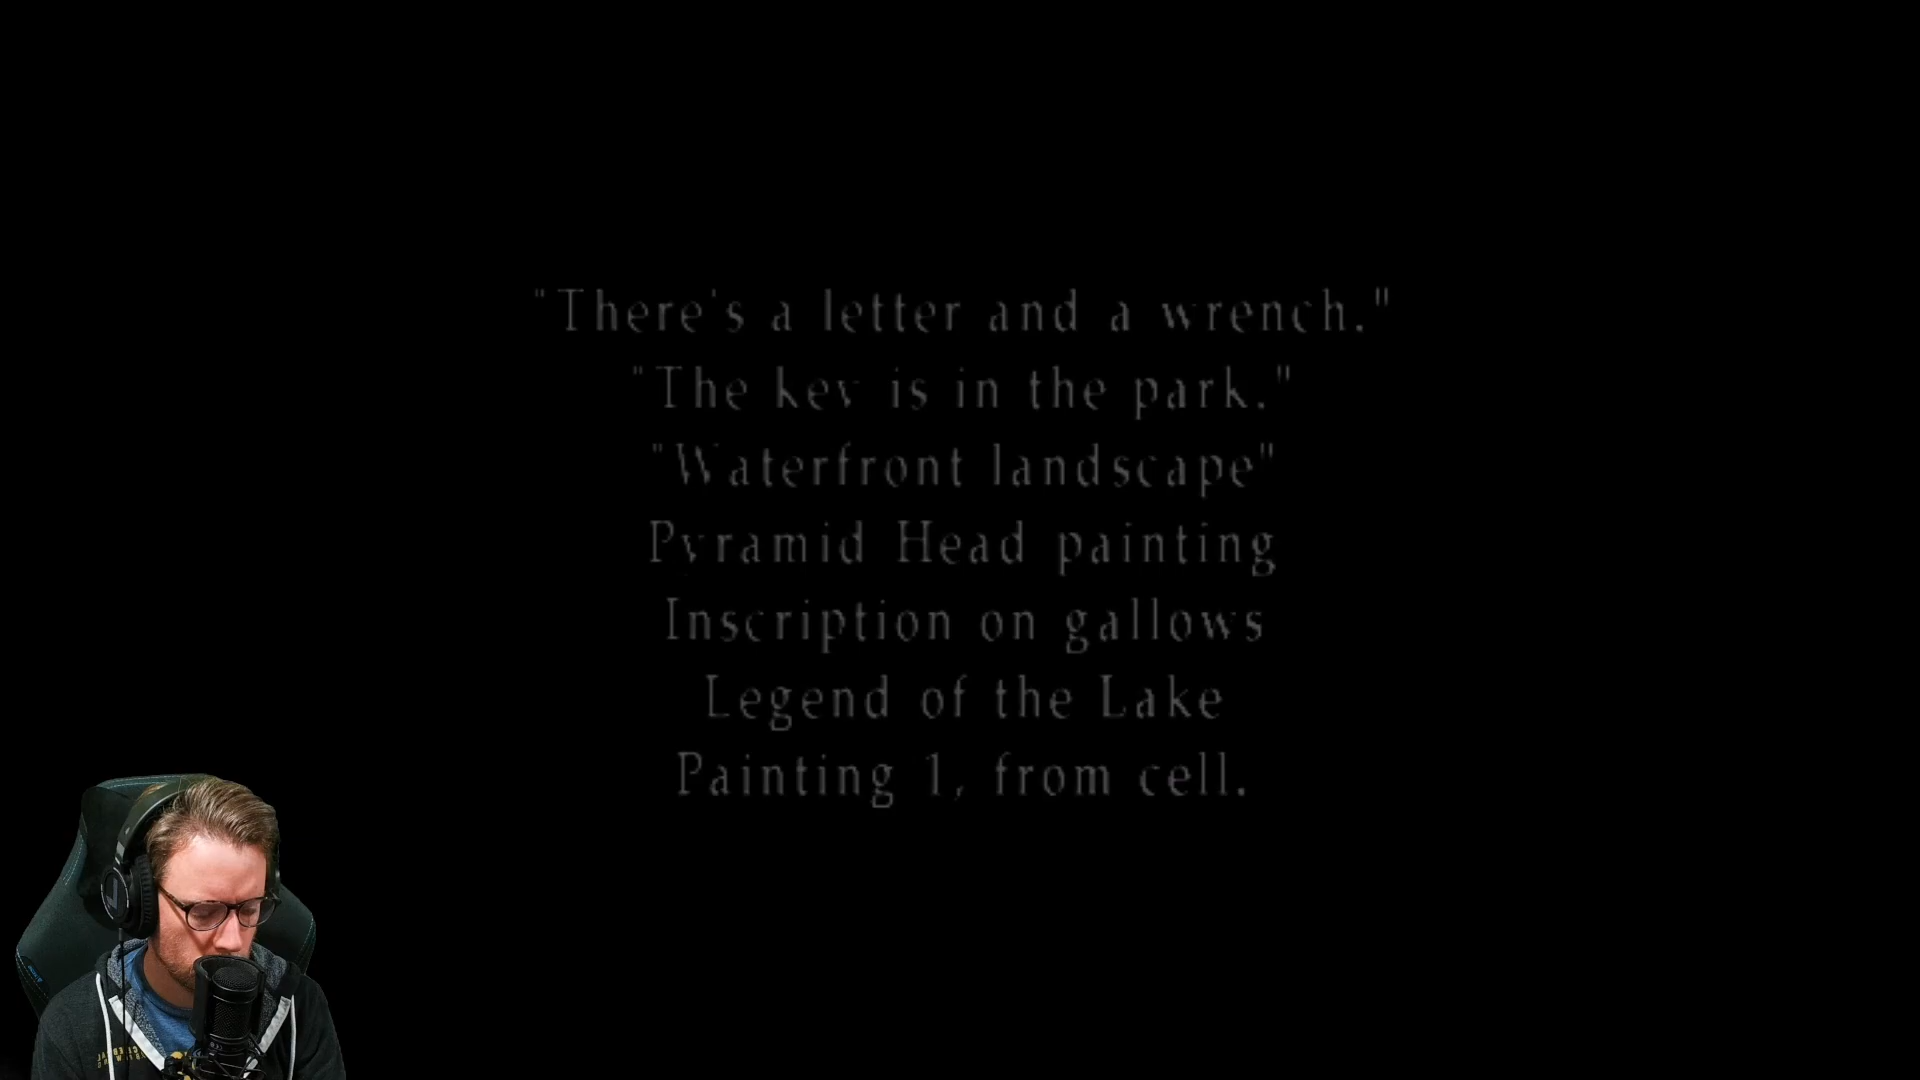 "There's a letter and a wrench."
"The key is in the park."
"Waterfront landscape"
Pyramid Head painting
Inscription on gallows
Legend of the Lake
Painting 1, from cell.